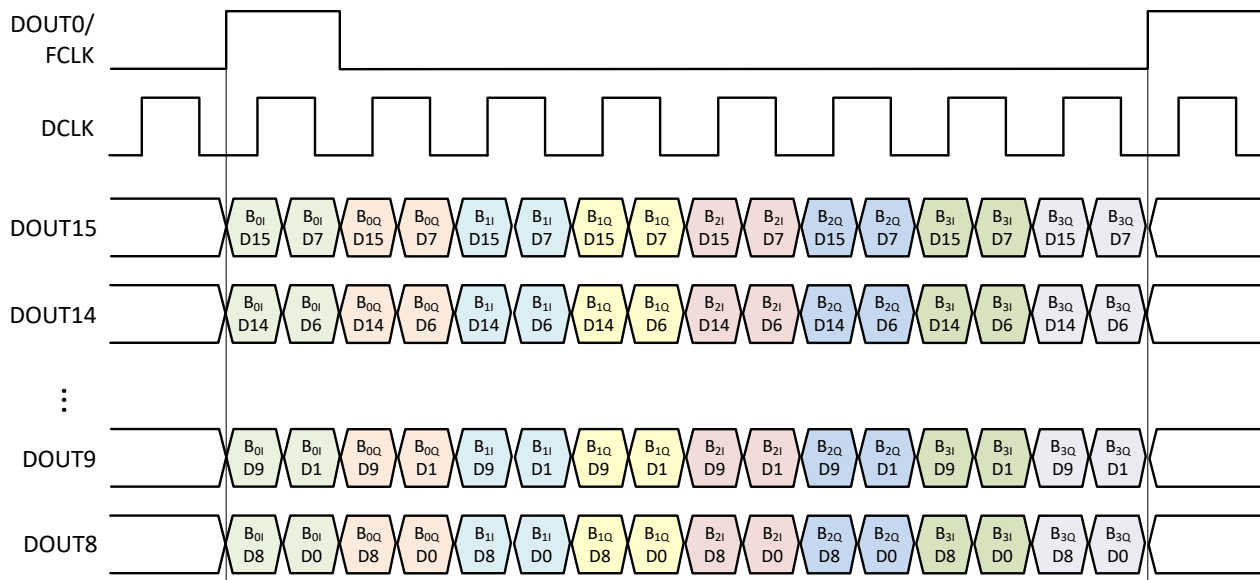 DOUT0/
FCLK
DCLK
DOUT15
B0I B0I B0Q B0Q B1I B1I B1Q B1Q B2I B2I B2Q B2Q B3I B3I B3Q B3Q
D15 D7 D15 D7 D15 D7 D15 D7 D15 D7 D15 D7 D15 D7 D15 D7
DOUT14
B0I B0I B0Q B0Q B1I B1I B1Q B1Q B2I B2I B2Q B2Q B3I B3I B3Q B3Q
D14 D6 D14 D6 D14 D6 D14 D6 D14 D6 D14 D6 D14 D6 D14 D6
⋮
DOUT9
B0I B0I B0Q B0Q B1I B1I B1Q B1Q B2I B2I B2Q B2Q B3I B3I B3Q B3Q
D9 D1 D9 D1 D9 D1 D9 D1 D9 D1 D9 D1 D9 D1 D9 D1
DOUT8
B0I B0I B0Q B0Q B1I B1I B1Q B1Q B2I B2I B2Q B2Q B3I B3I B3Q B3Q
D8 D0 D8 D0 D8 D0 D8 D0 D8 D0 D8 D0 D8 D0 D8 D0